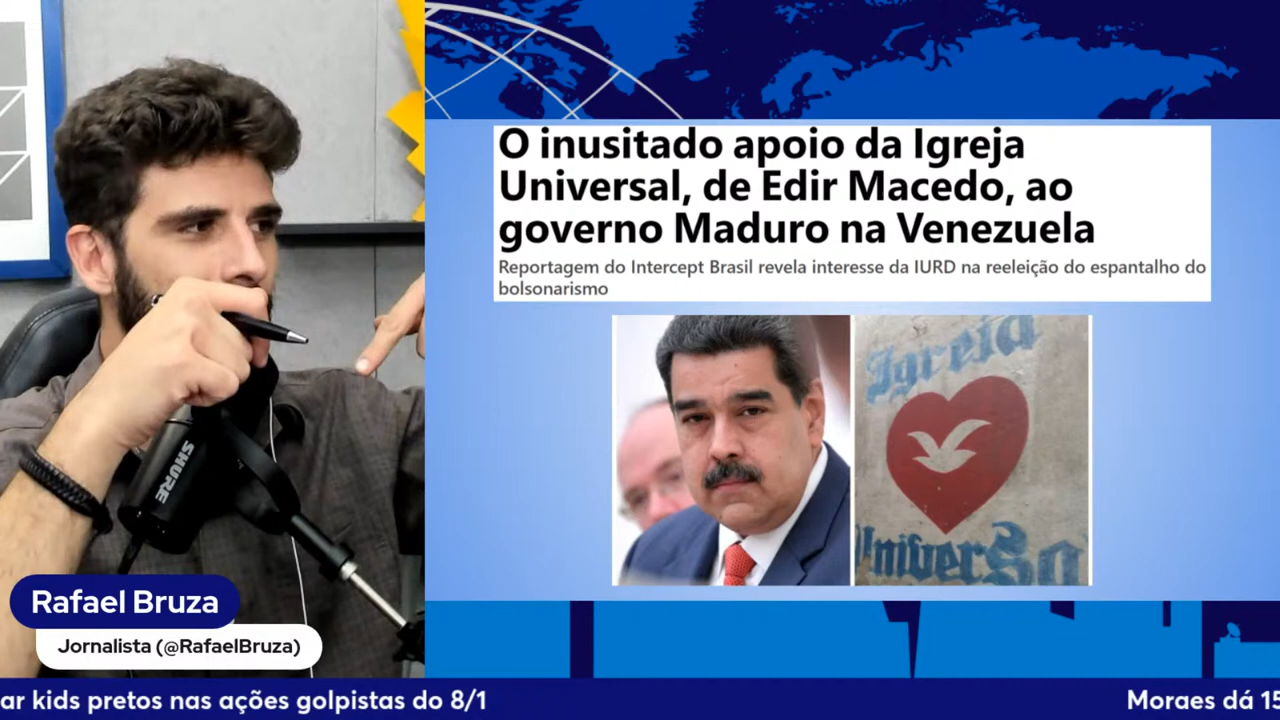 O inusitado apoio da Igreja
Universal, de Edir Macedo, ao
governo Maduro na Venezuela
Reportagem do Intercept Brasil revela interesse da IURD na reeleição do espantalho do
bolsonarismo
Igreja
Universa
SHURE
Rafael Bruza
Jornalista (@RafaelBruza)
ar kids pretos nas ações golpistas do 8/1
Moraes dá 15